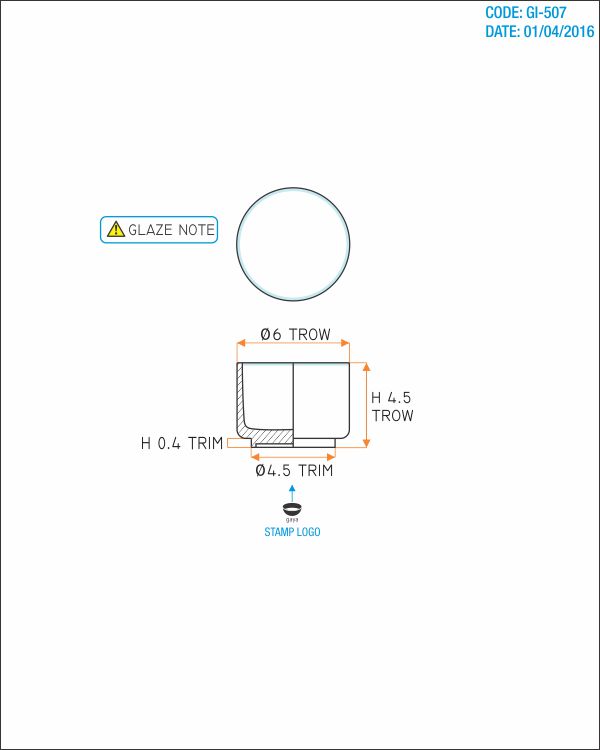 CODE: GI-507
DATE: 01/04/2016
GLAZE NOTE
Ø6 TROW
H 4.5
TROW
H 0.4 TRIM
Ø4.5 TRIM
gaya
STAMP LOGO